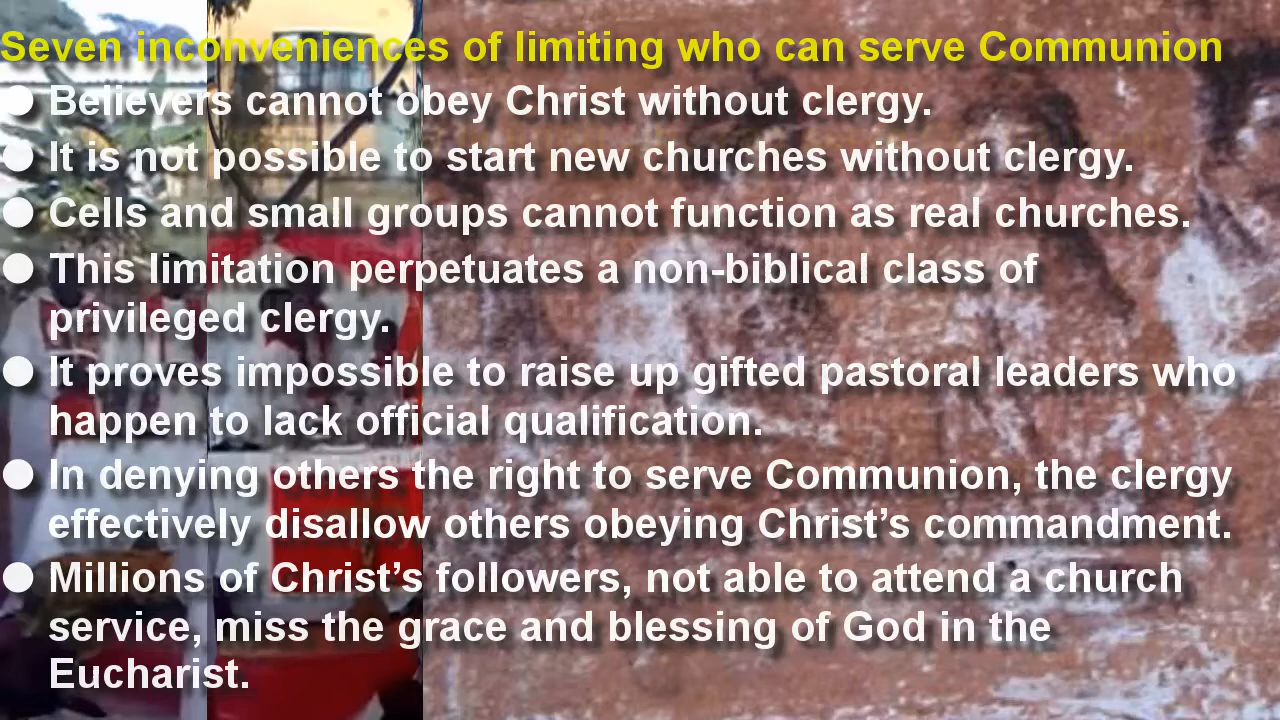 Seven inconveniences of limiting who can serve Communion
● Believers cannot obey Christ without clergy.
● It is not possible to start new churches without clergy.
● Cells and small groups cannot function as real churches.
● This limitation perpetuates a non-biblical class of
privileged clergy.
● It proves impossible to raise up gifted pastoral leaders who
happen to lack official qualification.
● In denying others the right to serve Communion, the clergy
effectively disallow others obeying Christ’s commandment.
● Millions of Christ’s followers, not able to attend a church
service, miss the grace and blessing of God in the
Eucharist.